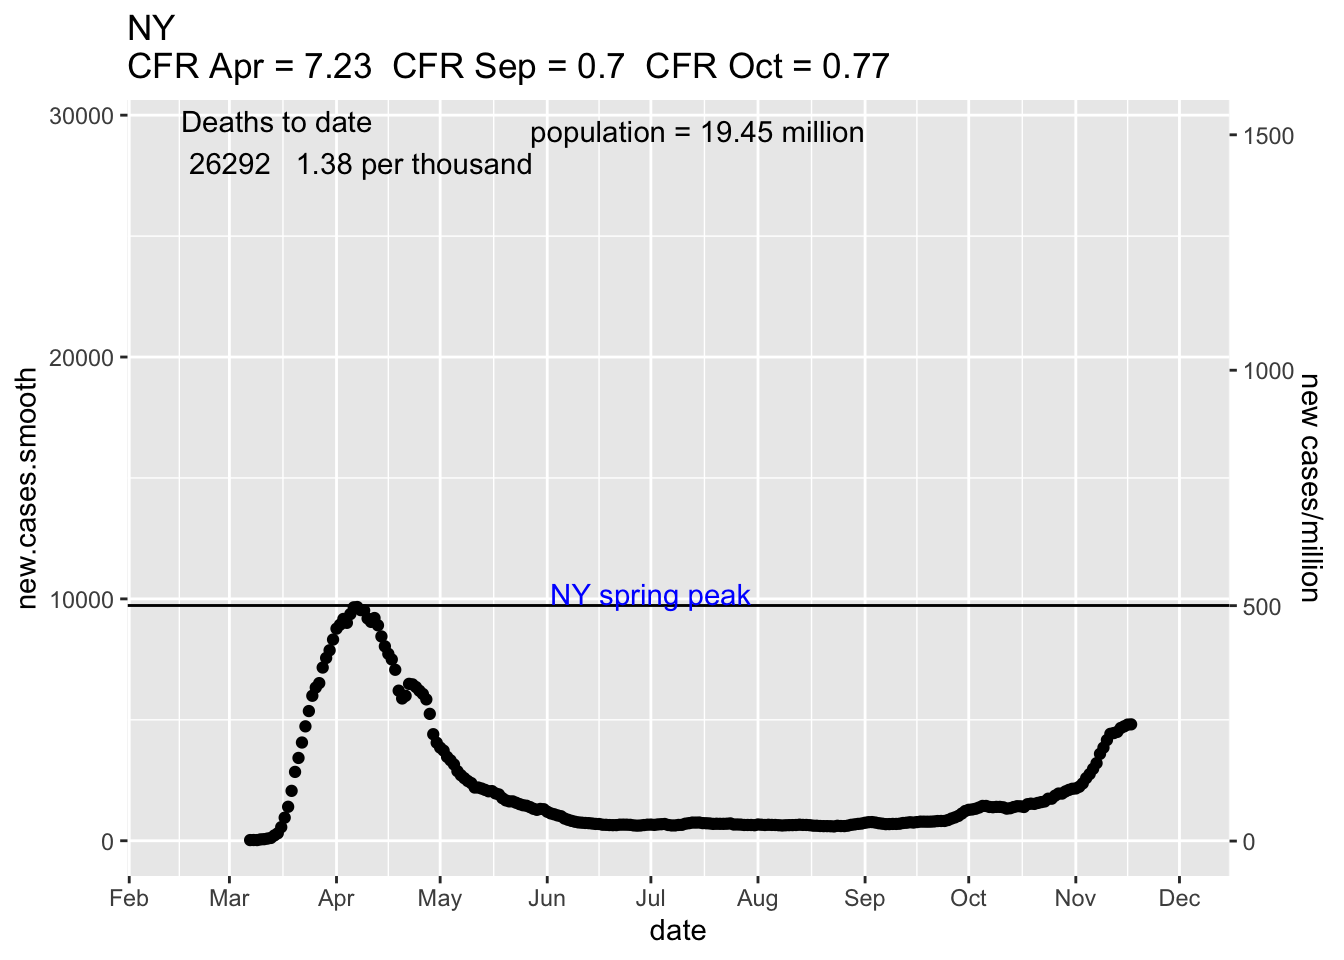 NY
CFR Apr = 7.23  CFR Sep = 0.7  CFR Oct = 0.77
Deaths to date
26292   1.38 per thousand
population = 19.45 million
30000
20000
10000
0
new.cases.smooth
1500
1000
500
0
new cases/million
NY spring peak
Feb Mar Apr May Jun Jul Aug Sep Oct Nov Dec
date